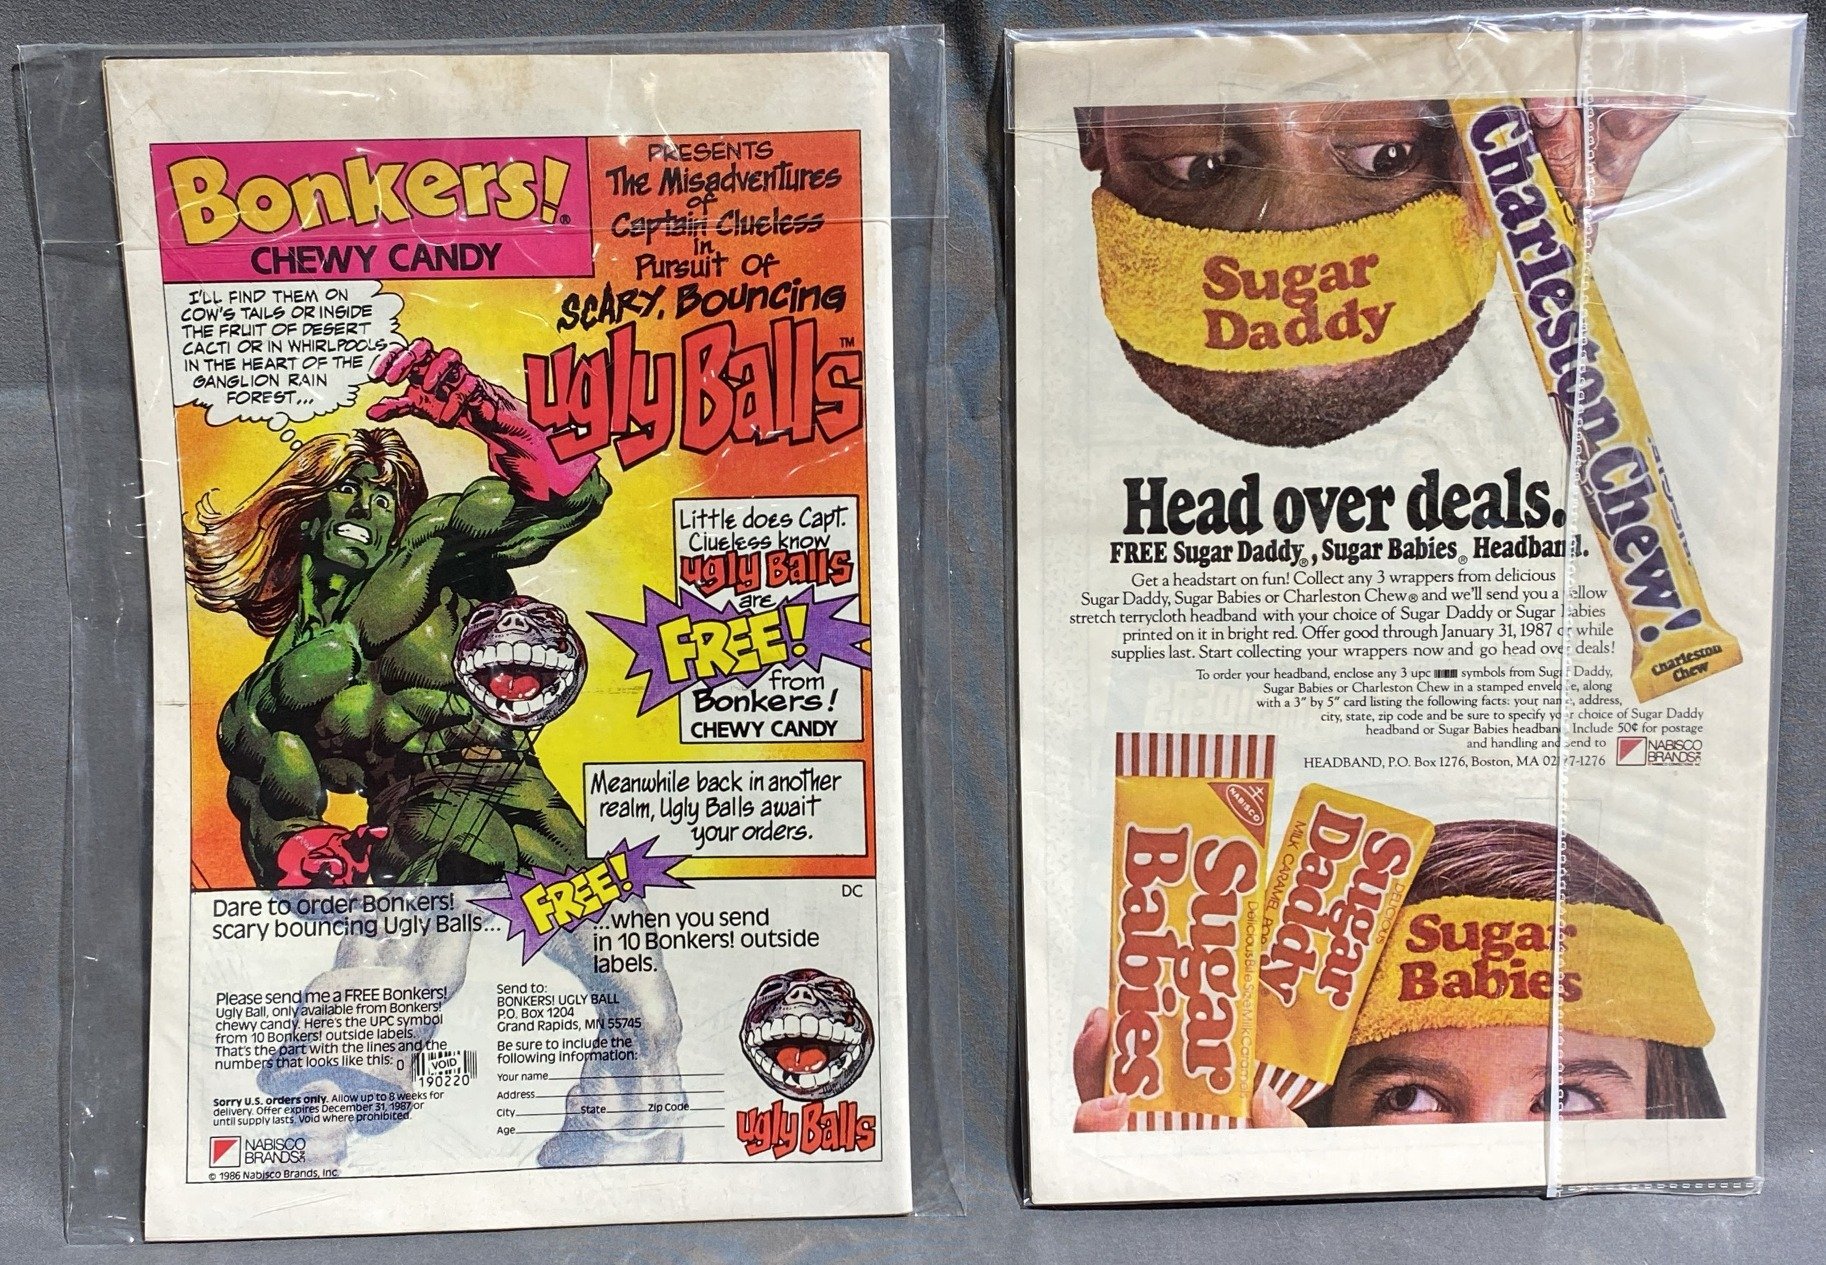 Bonkers!®
CHEWY CANDY
PRESENTS
The Misadventures
of
Captain Clueless
In
Pursuit Of
SCARY, Bouncing
ugly Balls™
I'LL FIND THEM ON
COW'S TAILS OR INSIDE
THE FRUIT OF DESERT
CACTI OR IN WHIRLPOOLS
IN THE HEART OF THE
GANGLION RAIN
FOREST...
Little does Capt.
Clueless know
ugly Balls
are
FREE!
from
Bonkers!
CHEWY CANDY
Meanwhile back in another
realm, Ugly Balls await
your orders.
DC
Dare to order Bonkers!
scary bouncing Ugly Balls...
FREE!
...when you send
in 10 Bonkers! outside
labels.
Please send me a FREE Bonkers!
Ugly Ball, only available from Bonkers!
chewy candy. Here's the UPC symbol
from 10 Bonkers! outside labels.
That's the part with the lines and the
numbers that looks like this: 0
VOID
190220
Sorry U.S. orders only. Allow up to 8 weeks for
delivery. Offer expires December 31, 1987 or
until supply lasts. Void where prohibited.
NABISCO
BRANDS
© 1986 Nabisco Brands, Inc.
Send to:
BONKERS! UGLY BALL
P.O. Box 1204
Grand Rapids, MN 55745
Be sure to include the
following information:
Your name
Address
City State Zip Code
Age
ugly Balls
Sugar
Daddy
Charleston Chew!
Charleston
Chew
Head over deals.
FREE Sugar Daddy®, Sugar Babies® Headband.
Get a headstart on fun! Collect any 3 wrappers from delicious
Sugar Daddy, Sugar Babies or Charleston Chew® and we'll send you a yellow
stretch terrycloth headband with your choice of Sugar Daddy or Sugar Babies
printed on it in bright red. Offer good through January 31, 1987 or while
supplies last. Start collecting your wrappers now and go head over deals!
To order your headband, enclose any 3 upc symbols from Sugar Daddy,
Sugar Babies or Charleston Chew in a stamped envelope, along
with a 3" by 5" card listing the following facts: your name, address,
city, state, zip code and be sure to specify your choice of Sugar Daddy
headband or Sugar Babies headband. Include 50¢ for postage
and handling and send to
HEADBAND, P.O. Box 1276, Boston, MA 02 7-1276
NABISCO
BRANDS
NABISCO
Sugar
Babies
Sugar
Daddy
MILK CARAMEL POP
DELICIOUS
Sugar
Babies